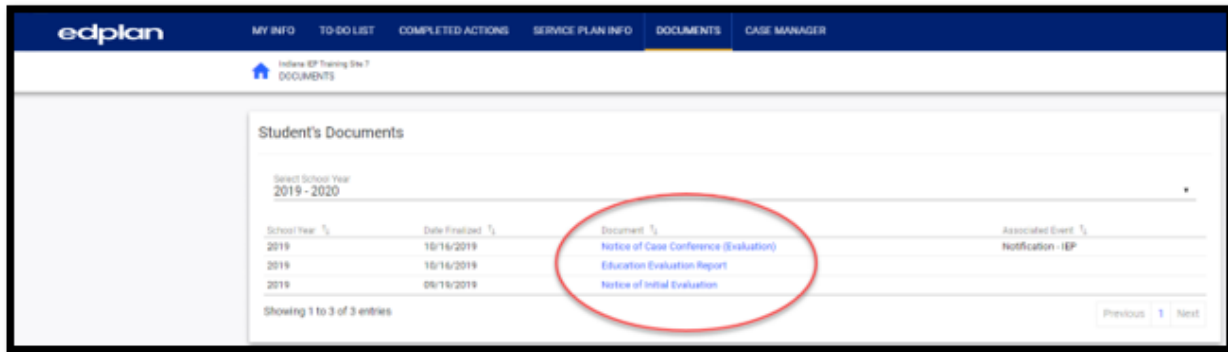 edplan
MY INFO TO-DO LIST COMPLETED ACTIONS SERVICE PLAN INFO DOCUMENTS CASE MANAGER
Indiana IEP Training Site 7
DOCUMENTS
Student's Documents
Select School Year
2019 - 2020
School Year Date Finalized Document Associated Event
2019 10/16/2019 Notice of Case Conference (Evaluation) Notification - IEP
2019 10/16/2019 Education Evaluation Report
2019 09/19/2019 Notice of Initial Evaluation
Showing 1 to 3 of 3 entries
Previous 1 Next